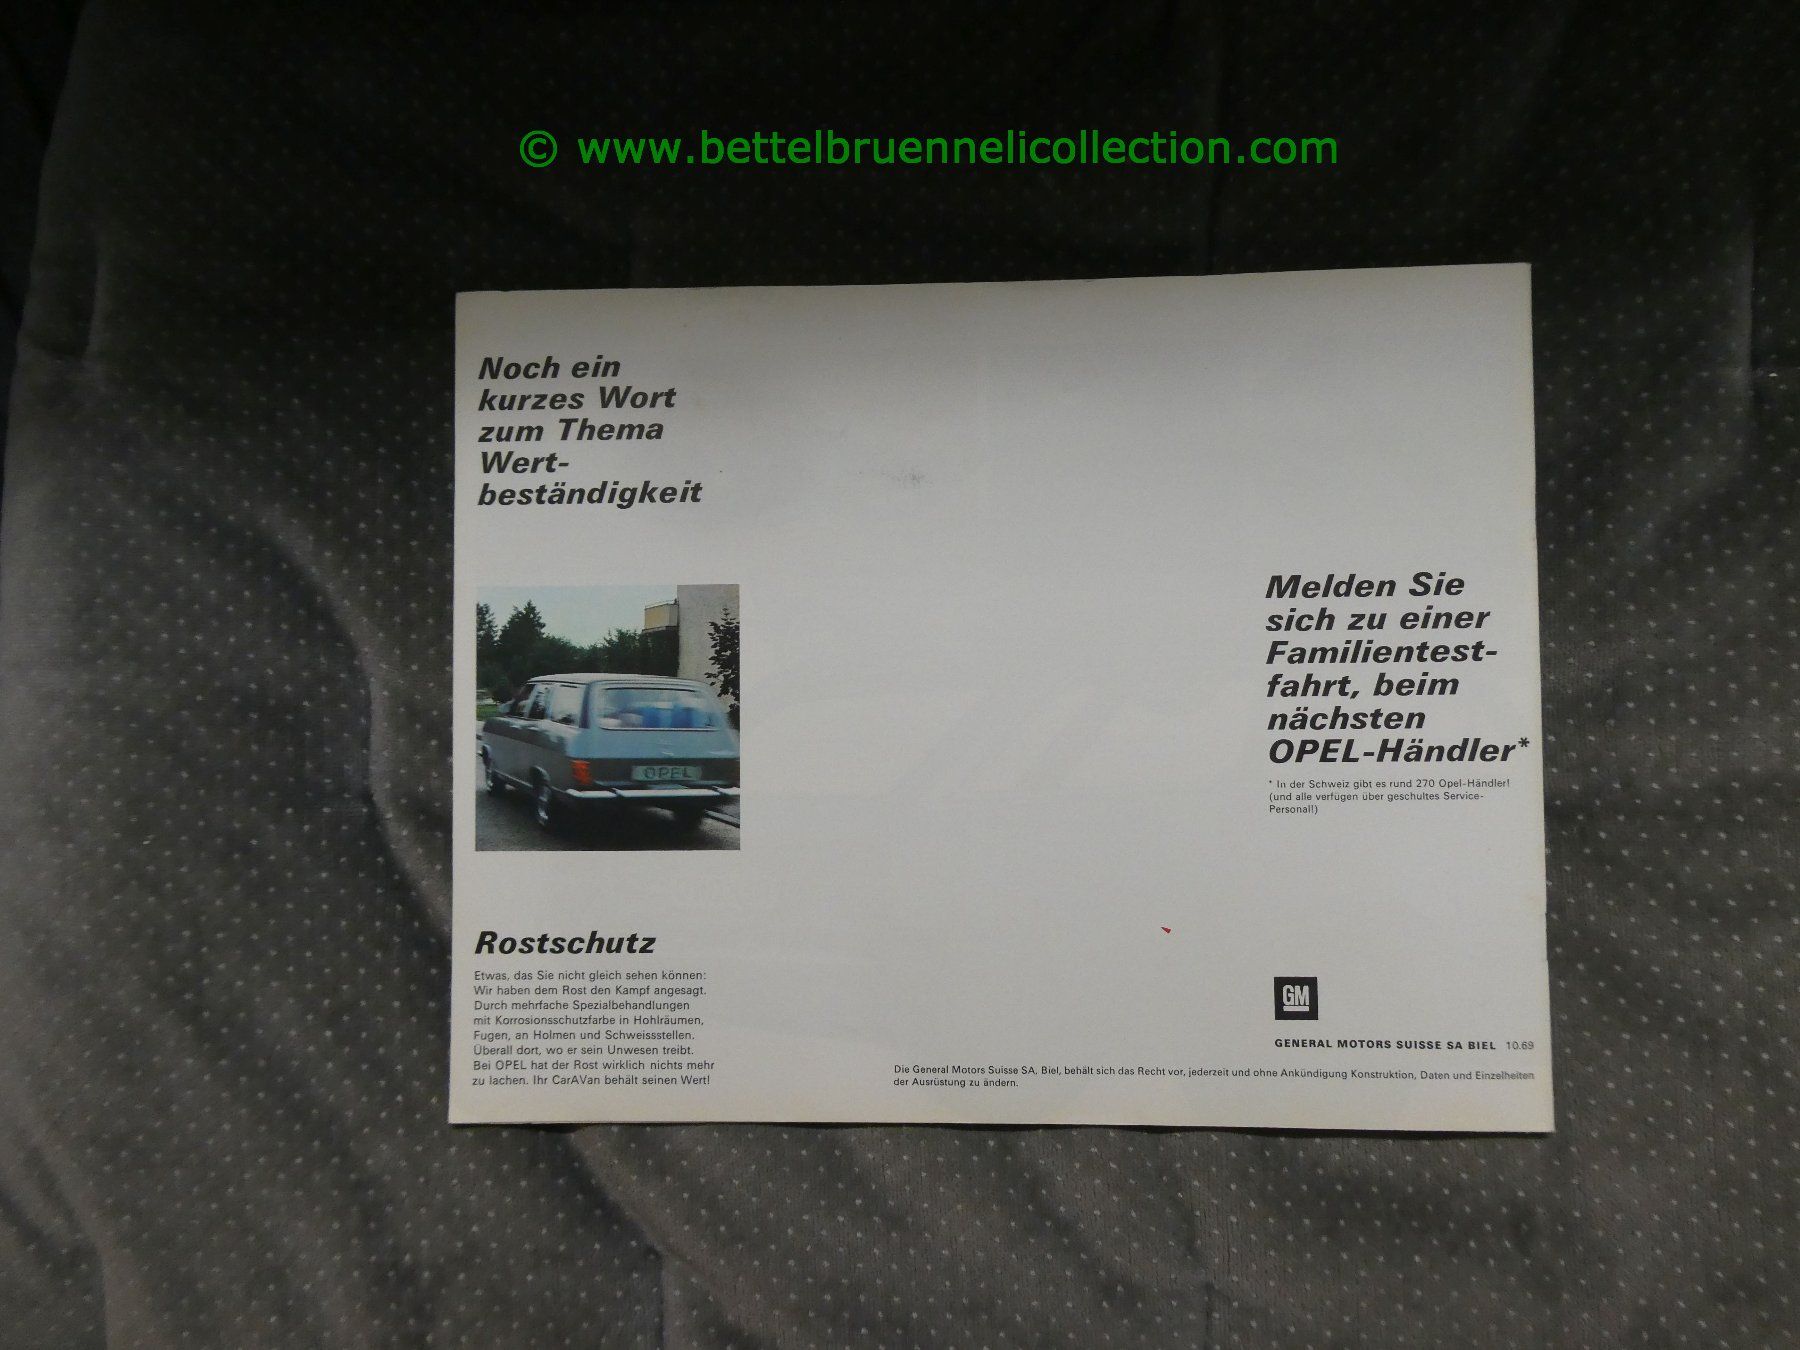 © www.bettelbruennelicollection.com
Noch ein
kurzes Wort
zum Thema
Wert-
beständigkeit
OPEL
Rostschutz
Etwas, das Sie nicht gleich sehen können:
Wir haben dem Rost den Kampf angesagt.
Durch mehrfache Spezialbehandlungen
mit Korrosionsschutzfarbe in Hohlräumen,
Fugen, an Holmen und Schweissstellen.
Überall dort, wo er sein Unwesen treibt.
Bei OPEL hat der Rost wirklich nichts mehr
zu lachen. Ihr CarAVan behält seinen Wert!
Melden Sie
sich zu einer
Familientest-
fahrt, beim
nächsten
OPEL-Händler*
* In der Schweiz gibt es rund 270 Opel-Händler!
(und alle verfügen über geschultes Service-
Personal!)
GM
GENERAL MOTORS SUISSE SA BIEL 10.69
Die General Motors Suisse SA, Biel, behält sich das Recht vor, jederzeit und ohne Ankündigung Konstruktion, Daten und Einzelheiten
der Ausrüstung zu ändern.